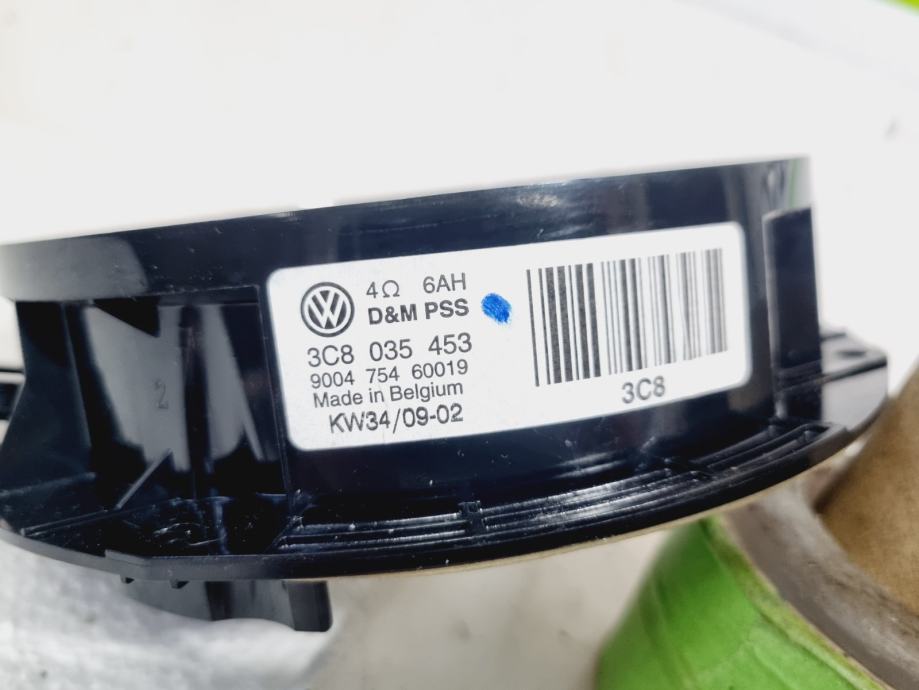 4Ω 6AH
D&M PSS
3C8 035 453
9004 754 60019
Made in Belgium
KW34/09-02
3C8
2